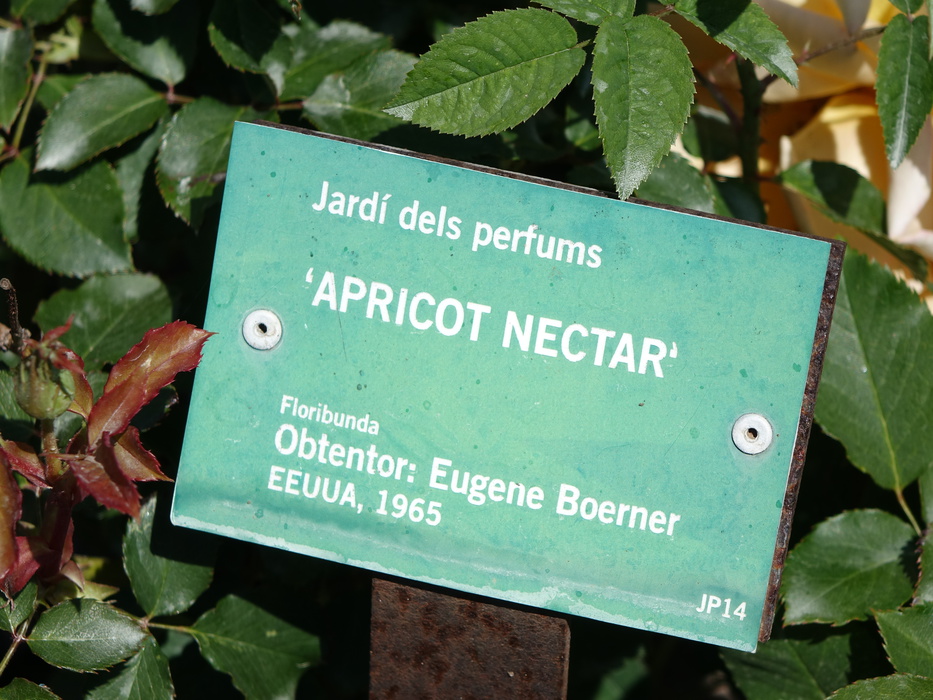 Jardí dels perfums
‘APRICOT NECTAR‘
Floribunda
Obtentor: Eugene Boerner
EEUUA, 1965
JP14